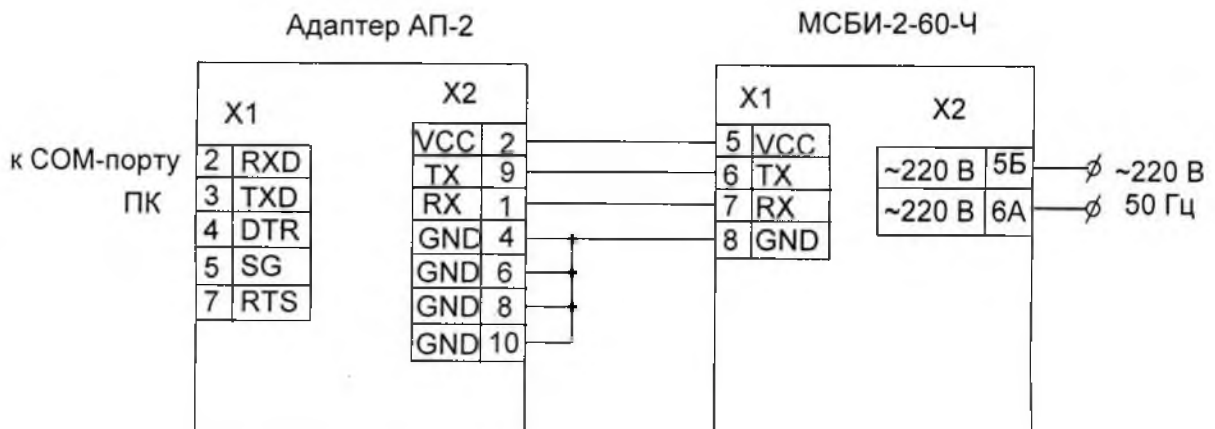 Адаптер АП-2
МСБИ-2-60-Ч
X1
X2
к COM-порту
ПК
2 RXD
3 TXD
4 DTR
5 SG
7 RTS
VCC 2
TX 9
RX 1
GND 4
GND 6
GND 8
GND 10
X1
X2
5 VCC
6 TX
7 RX
8 GND
~220 В 5Б
~220 В 6А
~220 В
50 Гц